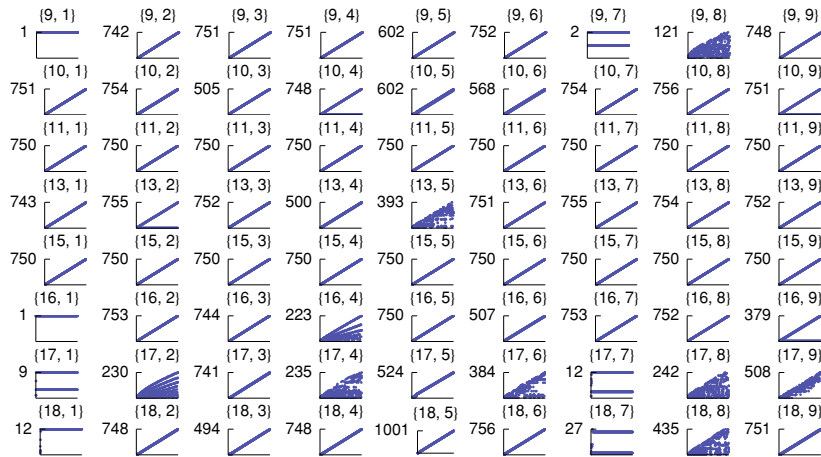 {9, 1} {9, 2} {9, 3} {9, 4} {9, 5} {9, 6} {9, 7} {9, 8} {9, 9}
1 742 751 751 602 752 2 121 748
{10, 1} {10, 2} {10, 3} {10, 4} {10, 5} {10, 6} {10, 7} {10, 8} {10, 9}
751 754 505 748 602 568 754 756 751
{11, 1} {11, 2} {11, 3} {11, 4} {11, 5} {11, 6} {11, 7} {11, 8} {11, 9}
750 750 750 750 750 750 750 750 750
{13, 1} {13, 2} {13, 3} {13, 4} {13, 5} {13, 6} {13, 7} {13, 8} {13, 9}
743 755 752 500 393 751 755 754 752
{15, 1} {15, 2} {15, 3} {15, 4} {15, 5} {15, 6} {15, 7} {15, 8} {15, 9}
750 750 750 750 750 750 750 750 750
{16, 1} {16, 2} {16, 3} {16, 4} {16, 5} {16, 6} {16, 7} {16, 8} {16, 9}
1 753 744 223 750 507 753 752 379
{17, 1} {17, 2} {17, 3} {17, 4} {17, 5} {17, 6} {17, 7} {17, 8} {17, 9}
9 230 741 235 524 384 12 242 508
{18, 1} {18, 2} {18, 3} {18, 4} {18, 5} {18, 6} {18, 7} {18, 8} {18, 9}
12 748 494 748 1001 756 27 435 751